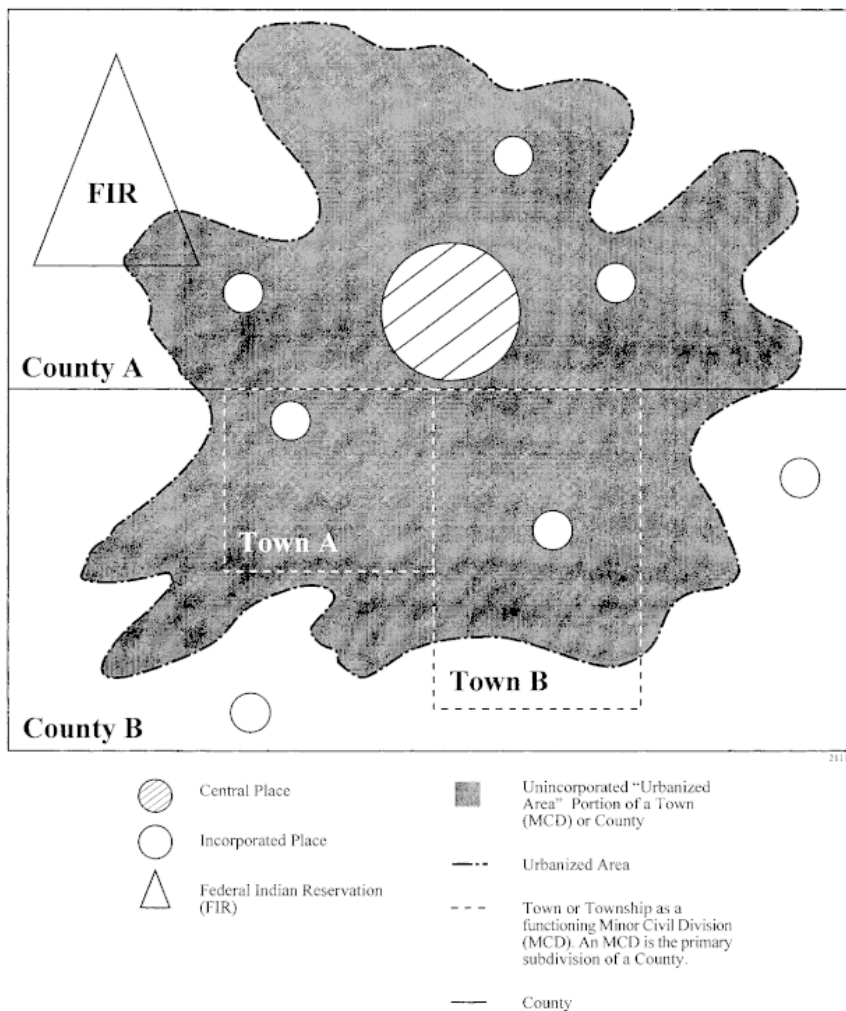 FIR
County A
Town A
Town B
County B
Central Place
Incorporated Place
Federal Indian Reservation
(FIR)
Unincorporated “Urbanized
Area” Portion of a Town
(MCD) or County
Urbanized Area
Town or Township as a
functioning Minor Civil Division
(MCD). An MCD is the primary
subdivision of a County.
County